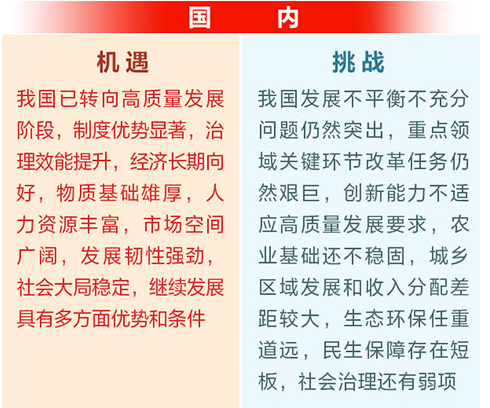 国 内
机遇
我国已转向高质量发展
阶段，制度优势显著，治
理效能提升，经济长期向
好，物质基础雄厚，人
力资源丰富，市场空间
广阔，发展韧性强劲，
社会大局稳定，继续发展
具有多方面优势和条件
挑战
我国发展不平衡不充分
问题仍然突出，重点领
域关键环节改革任务仍
然艰巨，创新能力不适
应高质量发展要求，农
业基础还不稳固，城乡
区域发展和收入分配差
距较大，生态环保任重
道远，民生保障存在短
板，社会治理还有弱项